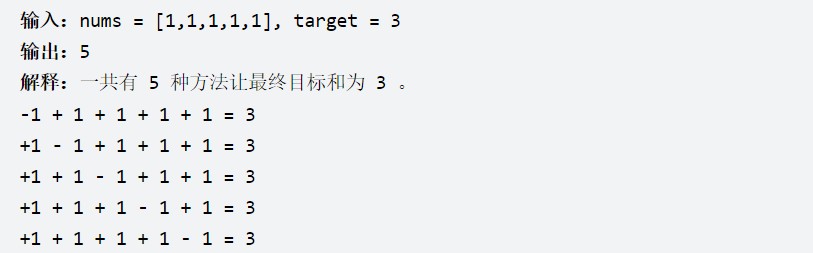 输入：nums = [1,1,1,1,1], target = 3
输出：5
解释：一共有 5 种方法让最终目标和为 3 。
-1 + 1 + 1 + 1 + 1 = 3
+1 - 1 + 1 + 1 + 1 = 3
+1 + 1 - 1 + 1 + 1 = 3
+1 + 1 + 1 - 1 + 1 = 3
+1 + 1 + 1 + 1 - 1 = 3